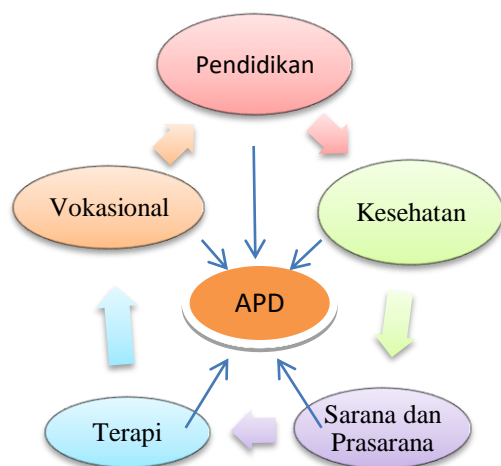 Pendidikan
Vokasional
Kesehatan
APD
Terapi
Sarana dan
Prasarana